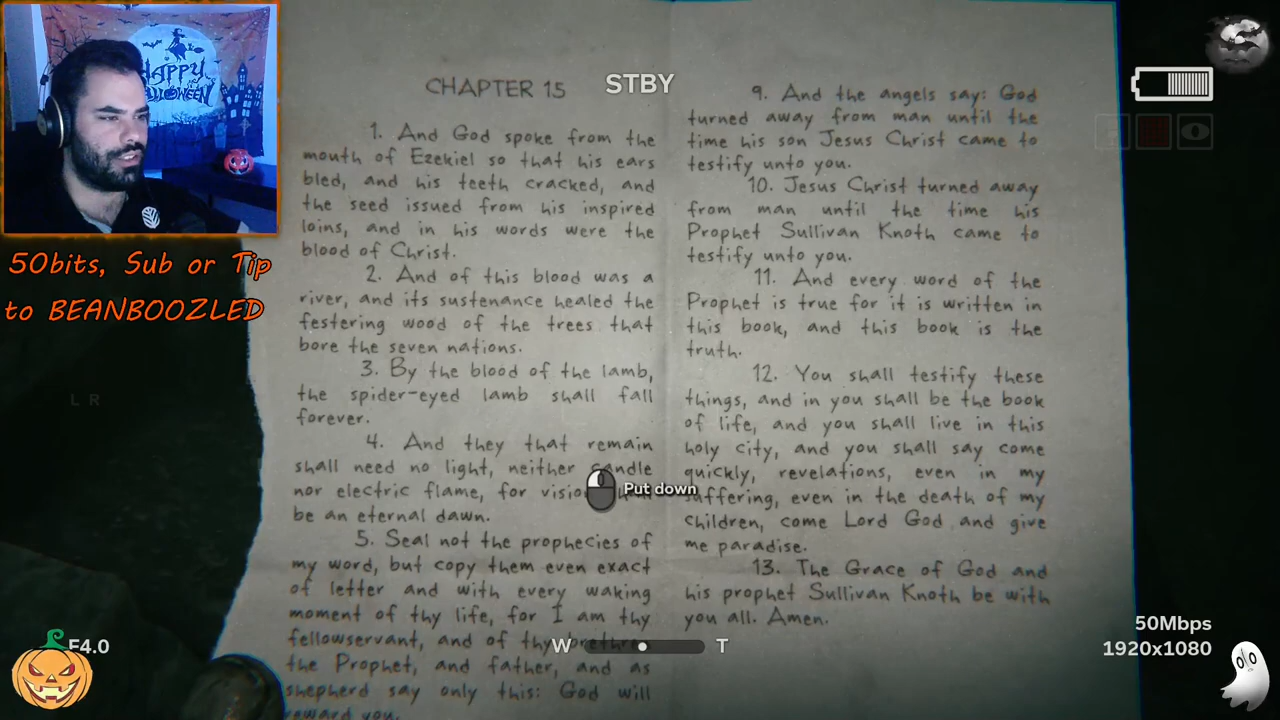 HAPPY
HALLOWEEN
50bits, Sub or Tip
to BEANBOOZLED
STBY
CHAPTER 15
1. And God spoke from the
mouth of Ezekiel so that his ears
bled, and his teeth cracked, and
the seed issued from his inspired
loins, and in his words were the
blood of Christ.
2. And of this blood was a
river, and its sustenance healed the
festering wood of the trees that
bore the seven nations.
3. By the blood of the lamb,
the spider-eyed lamb shall fall
forever.
4. And they that remain
shall need no light, neither candle
nor electric flame, for
be an eternal dawn.
5. Seal not the prophecies of
my word, but copy them even exact
of letter and with every waking
moment of thy life, for I am thy
fellowservant, and of thy brethren
the Prophet, and father, and as
shepherd say only this: God will
reward you.
9. And the angels say: God
turned away from man until the
time his son Jesus Christ came to
testify unto you.
10. Jesus Christ turned away
from man until the time his
Prophet Sullivan Knoth came to
testify unto you.
11. And every word of the
Prophet is true for it is written in
this book, and this book is the
truth.
12. You shall testify these
things, and in you shall be the book
of life, and you shall live in this
holy city, and you shall say come
quickly, revelations, even in my
suffering, even in the death of my
children, come Lord God and give
me paradise.
13. The Grace of God and
his prophet Sullivan Knoth be with
you all. Amen.
Put down
L R
F4.0
W T
50Mbps
1920x1080